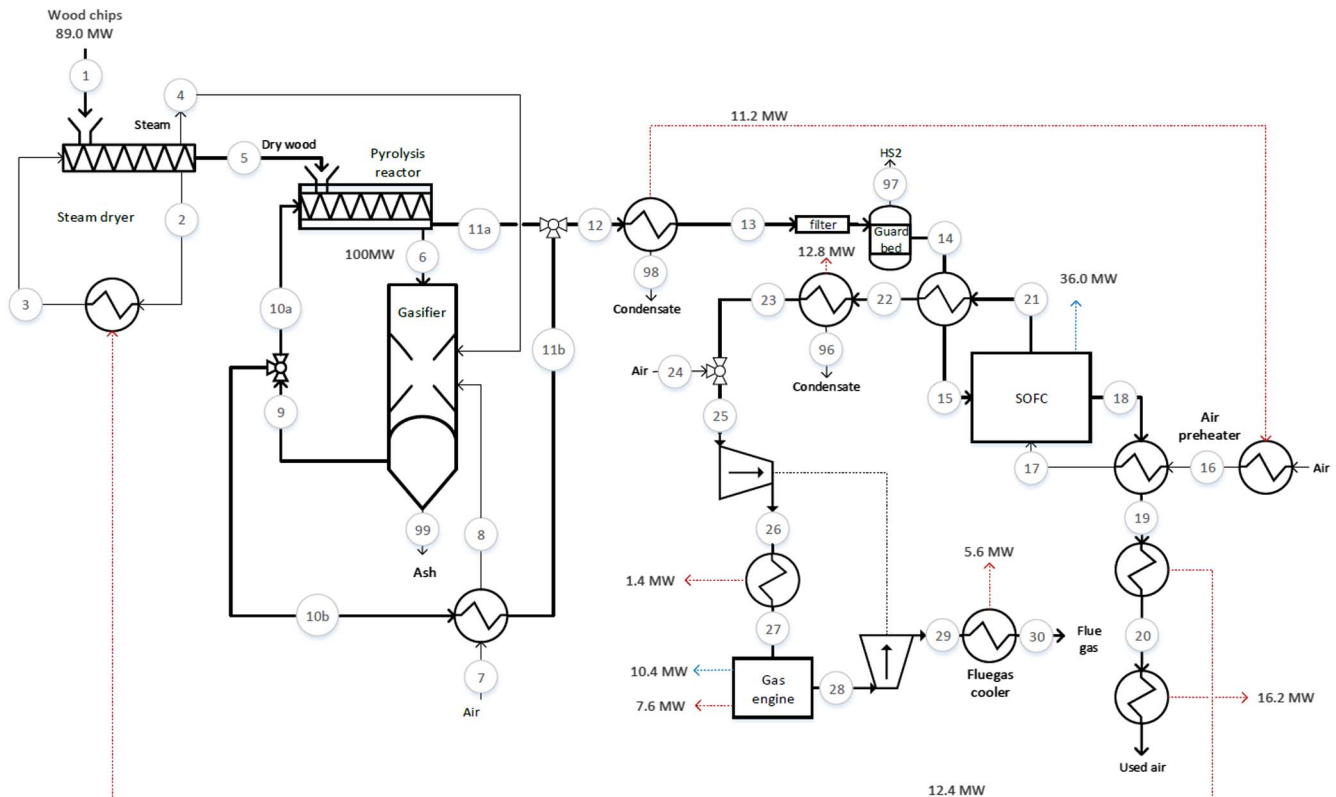 Wood chips
89.0 MW
1
4
Steam
5
Dry wood
Pyrolysis
reactor
Steam dryer
2
3
10a
9
10b
100MW
6
11a
Gasifier
11b
99
Ash
8
7
Air
11.2 MW
12
98
Condensate
13
filter
HS2
97
Guard
bed
14
12.8 MW
23
22
21
36.0 MW
96
Condensate
Air
24
25
15
SOFC
18
Air
preheater
17
16
Air
26
1.4 MW
27
10.4 MW
7.6 MW
Gas
engine
28
5.6 MW
29
30
Flue
gas
Fluegas
cooler
19
20
16.2 MW
Used air
12.4 MW